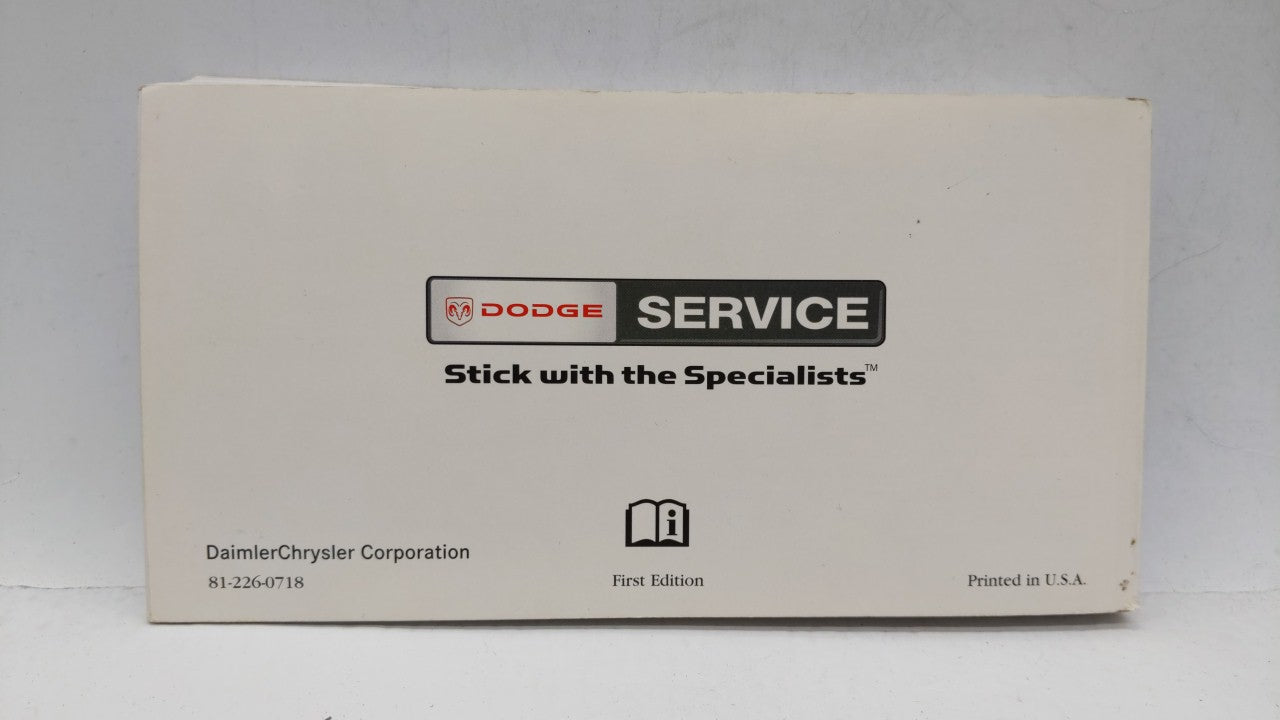 DODGE SERVICE
Stick with the Specialists™
i
DaimlerChrysler Corporation
81-226-0718 First Edition Printed in U.S.A.